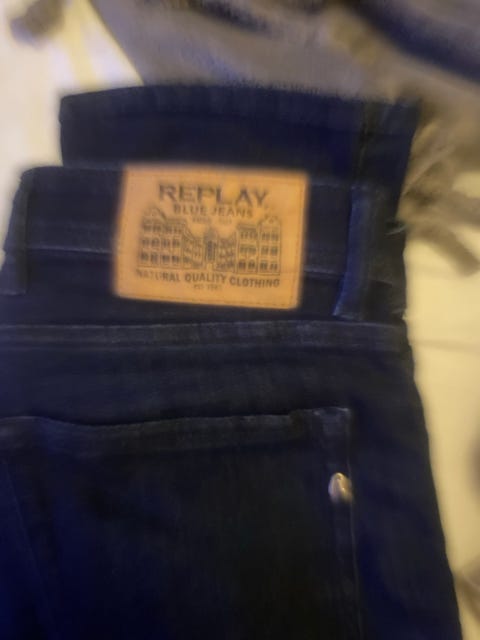 REPLAY
BLUE JEANS
NATURAL QUALITY CLOTHING